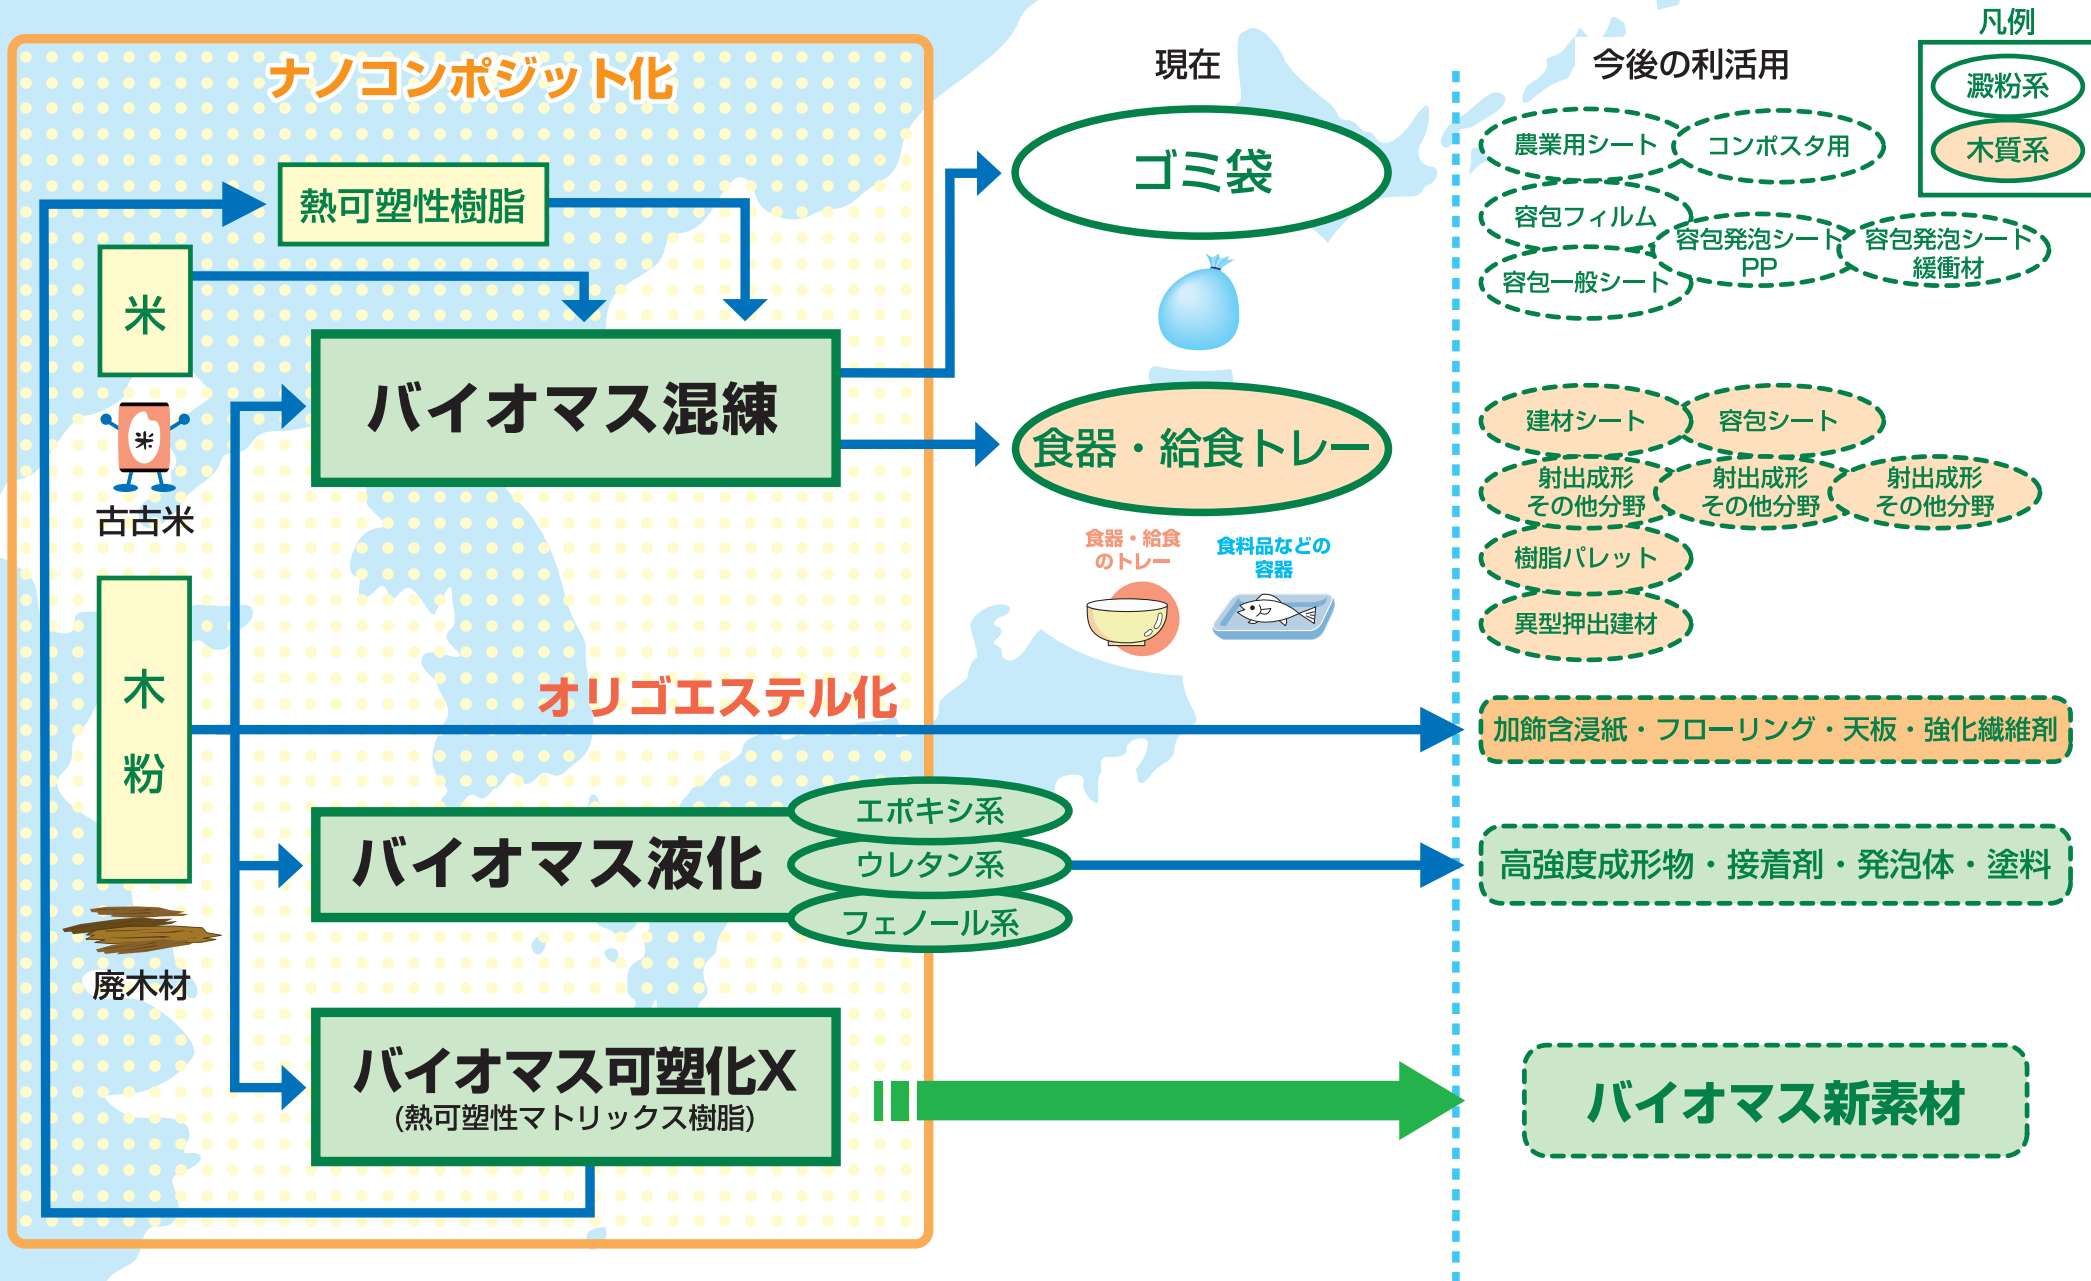 ナノコンポジット化
現在
今後の利活用
凡例
澱粉系
木質系
熱可塑性樹脂
米
米
古古米
木粉
廃木材
バイオマス混練
ゴミ袋
食器・給食トレー
食器・給食
のトレー
食料品などの
容器
農業用シート
コンポスタ用
容包フィルム
容包発泡シート
PP
容包発泡シート
緩衝材
容包一般シート
建材シート
容包シート
射出成形
その他分野
射出成形
その他分野
射出成形
その他分野
樹脂パレット
異型押出建材
オリゴエステル化
加飾含浸紙・フローリング・天板・強化繊維剤
バイオマス液化
エポキシ系
ウレタン系
フェノール系
高強度成形物・接着剤・発泡体・塗料
バイオマス可塑化X
(熱可塑性マトリックス樹脂)
バイオマス新素材